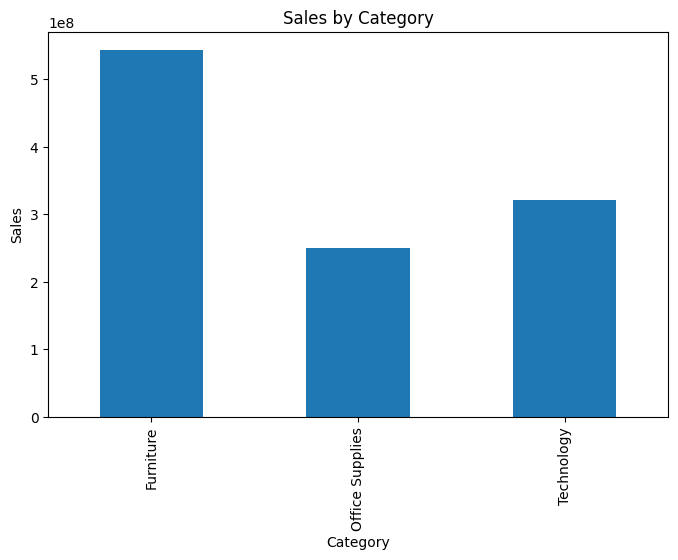 Sales by Category
1e8
5
4
3
2
1
0
Sales
Furniture
Office Supplies
Technology
Category